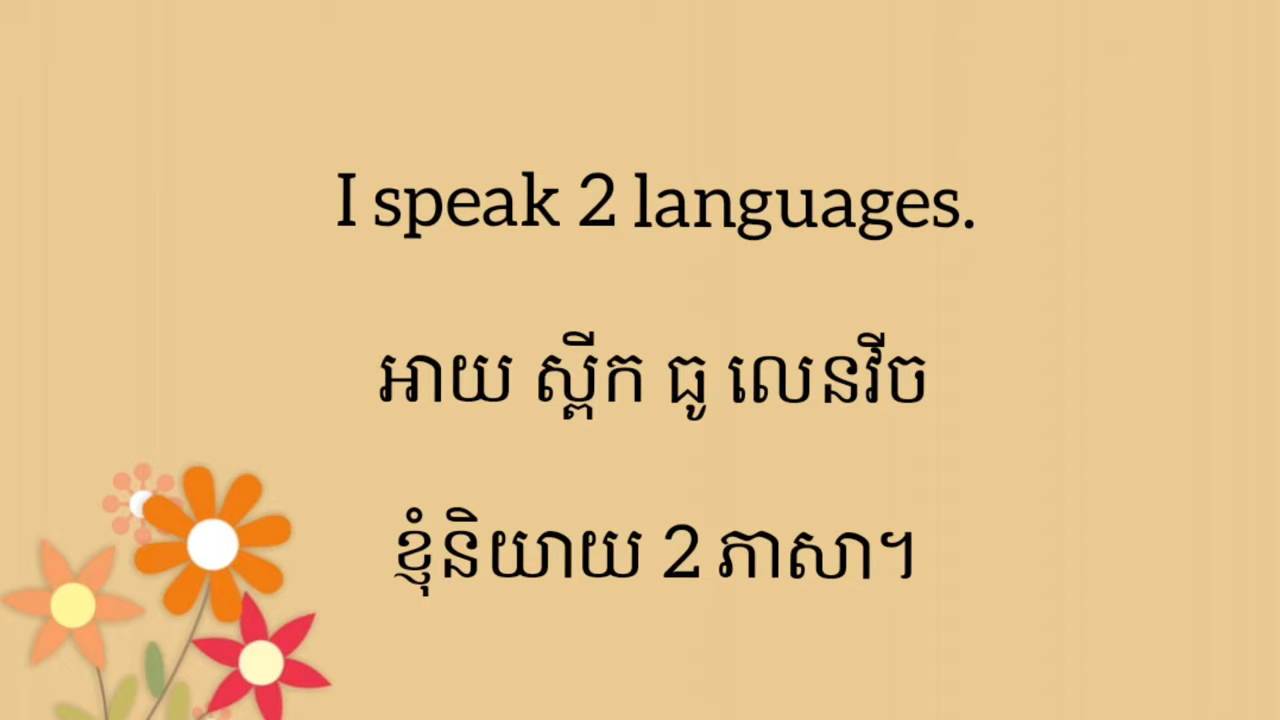 I speak 2 languages.
អាយ ស្ពីក ធូ លេនវីច
ខ្ញុំនិយាយ 2 ភាសា។